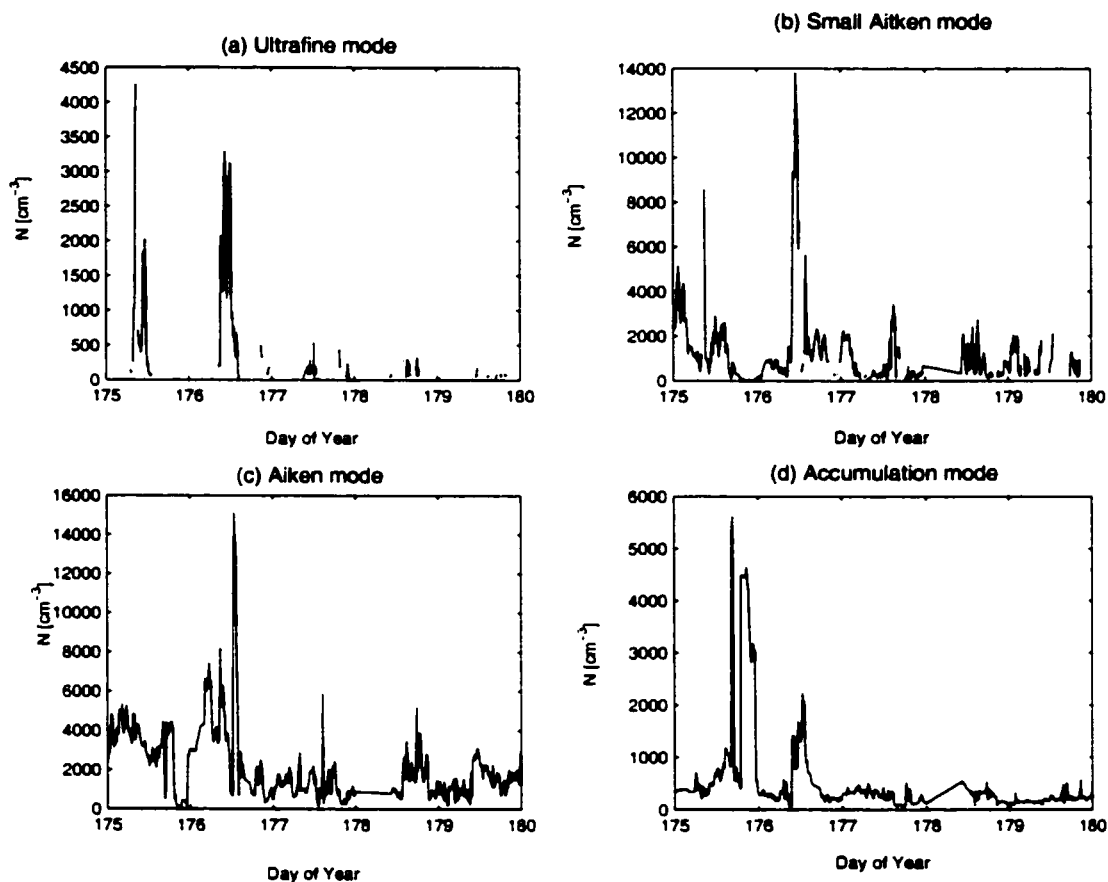 (a) Ultrafine mode
4500
4000
3500
3000
2500
2000
1500
1000
500
0
N [cm⁻³]
175 176 177 178 179 180
Day of Year
(b) Small Aitken mode
14000
12000
10000
8000
6000
4000
2000
0
N [cm⁻³]
175 176 177 178 179 180
Day of Year
(c) Aiken mode
16000
14000
12000
10000
8000
6000
4000
2000
0
N [cm⁻³]
175 176 177 178 179 180
Day of Year
(d) Accumulation mode
6000
5000
4000
3000
2000
1000
0
N [cm⁻³]
175 176 177 178 179 180
Day of Year